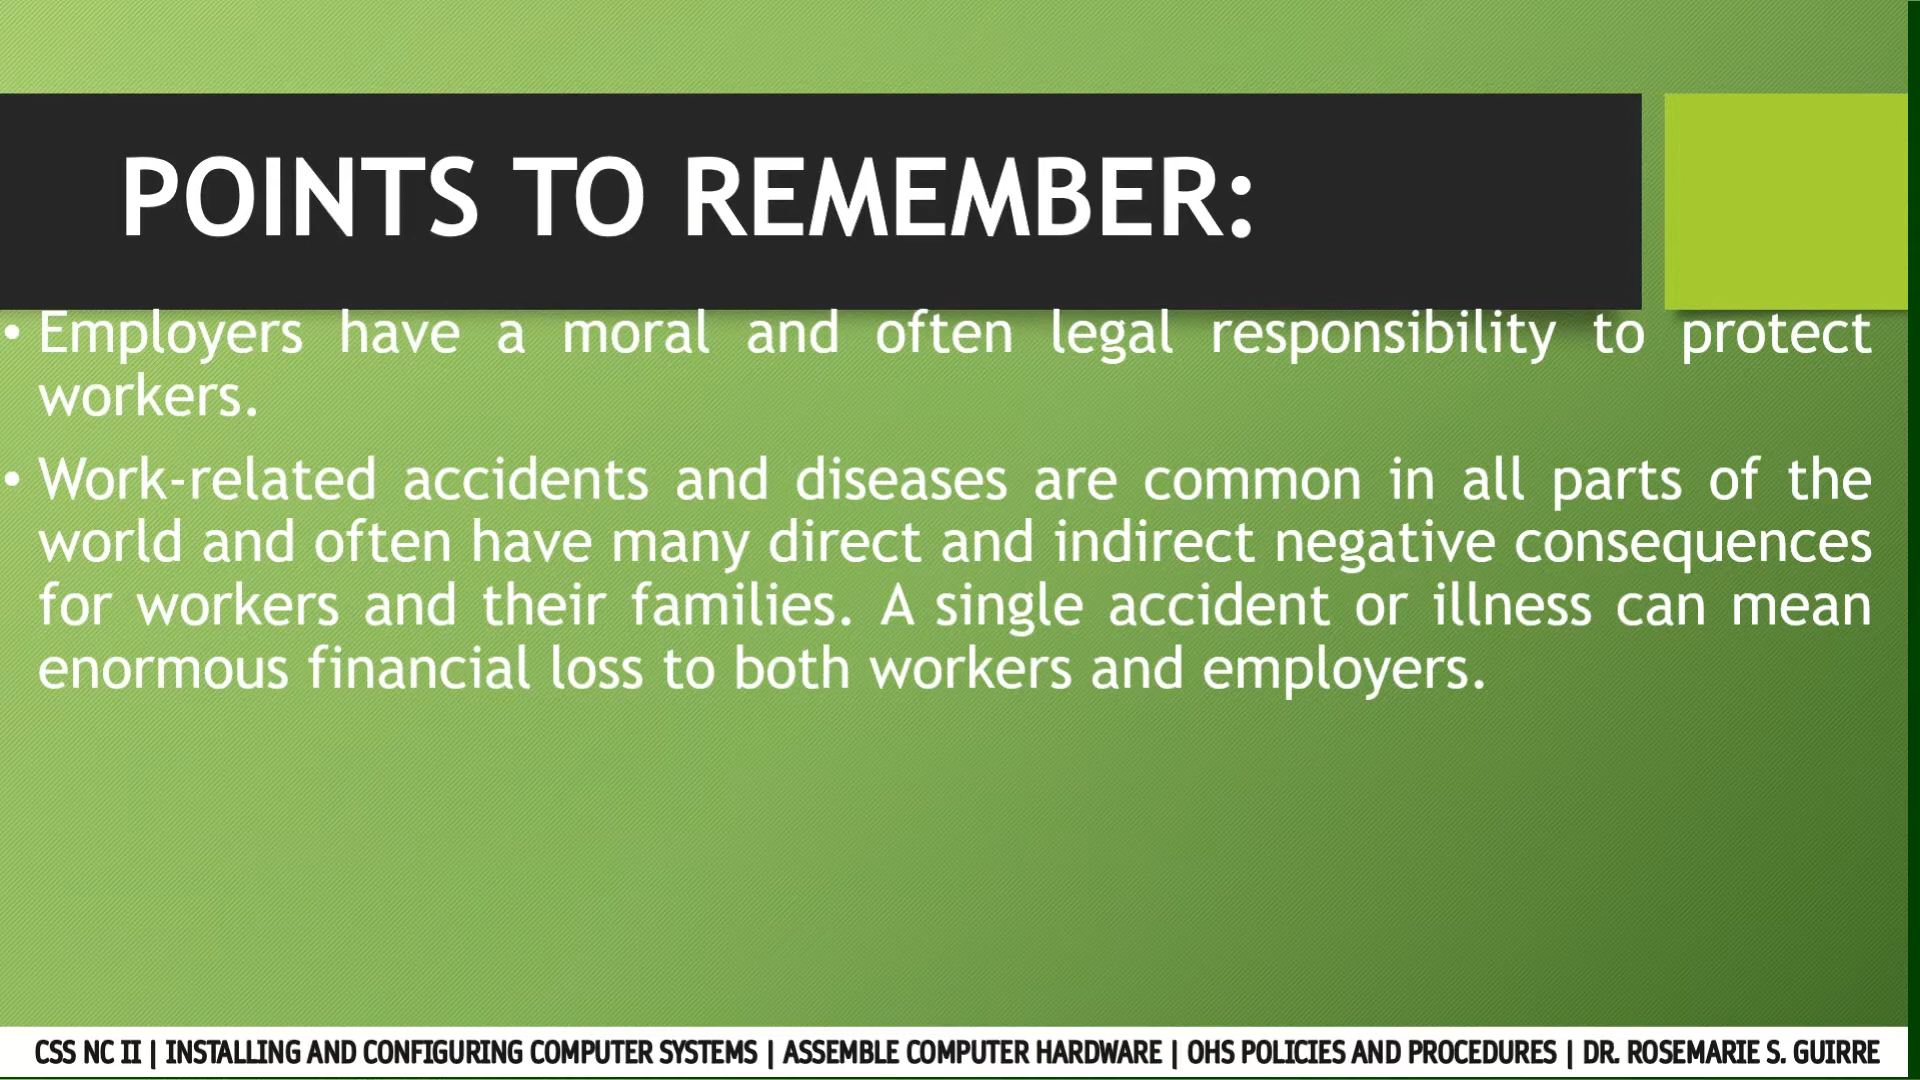 POINTS TO REMEMBER:
• Employers have a moral and often legal responsibility to protect
workers.
• Work-related accidents and diseases are common in all parts of the
world and often have many direct and indirect negative consequences
for workers and their families. A single accident or illness can mean
enormous financial loss to both workers and employers.
CSS NC II | INSTALLING AND CONFIGURING COMPUTER SYSTEMS | ASSEMBLE COMPUTER HARDWARE | OHS POLICIES AND PROCEDURES | DR. ROSEMARIE S. GUIRRE